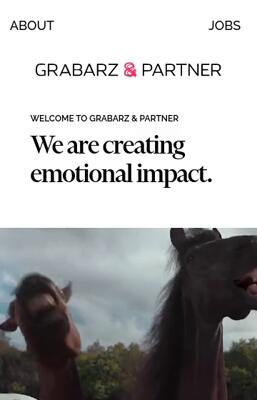 ABOUT
JOBS
GRABARZ & PARTNER
WELCOME TO GRABARZ & PARTNER
We are creating
emotional impact.